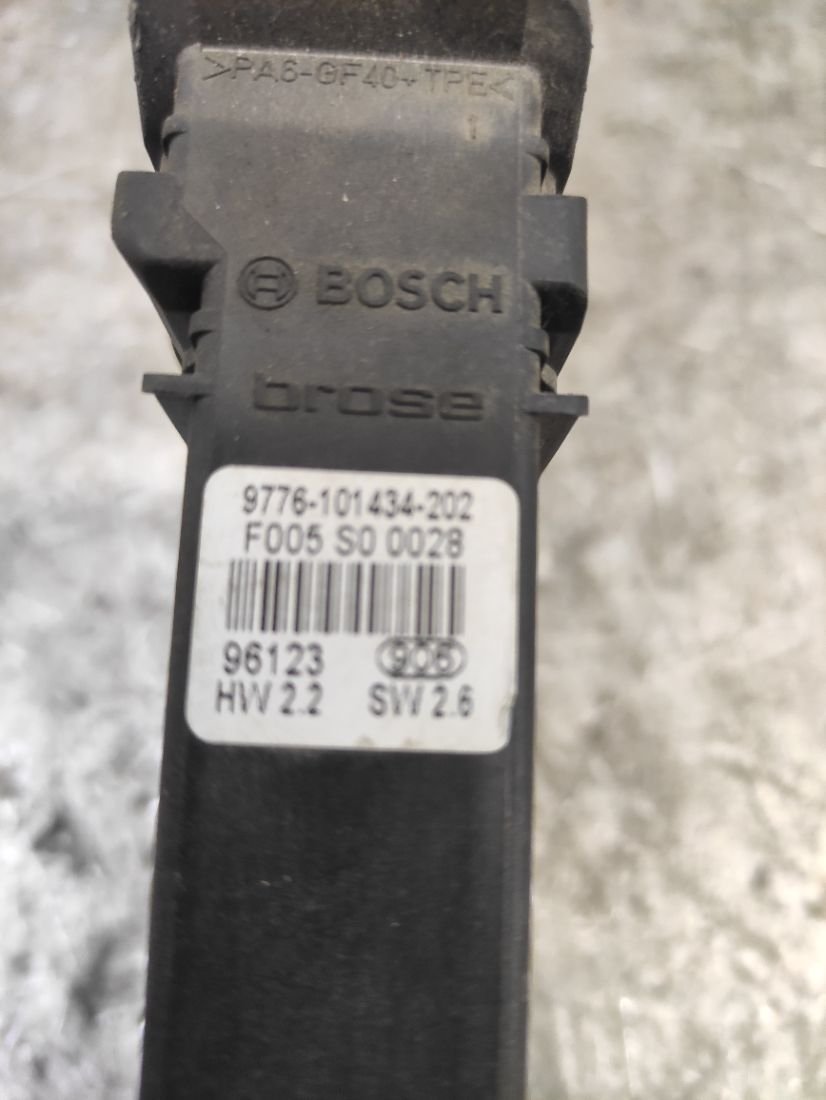 >PA6-GF40+TPE<
1
BOSCH
brose
9776-101434-202
F005 S0 0028
96123 906
HW 2.2 SW 2.6